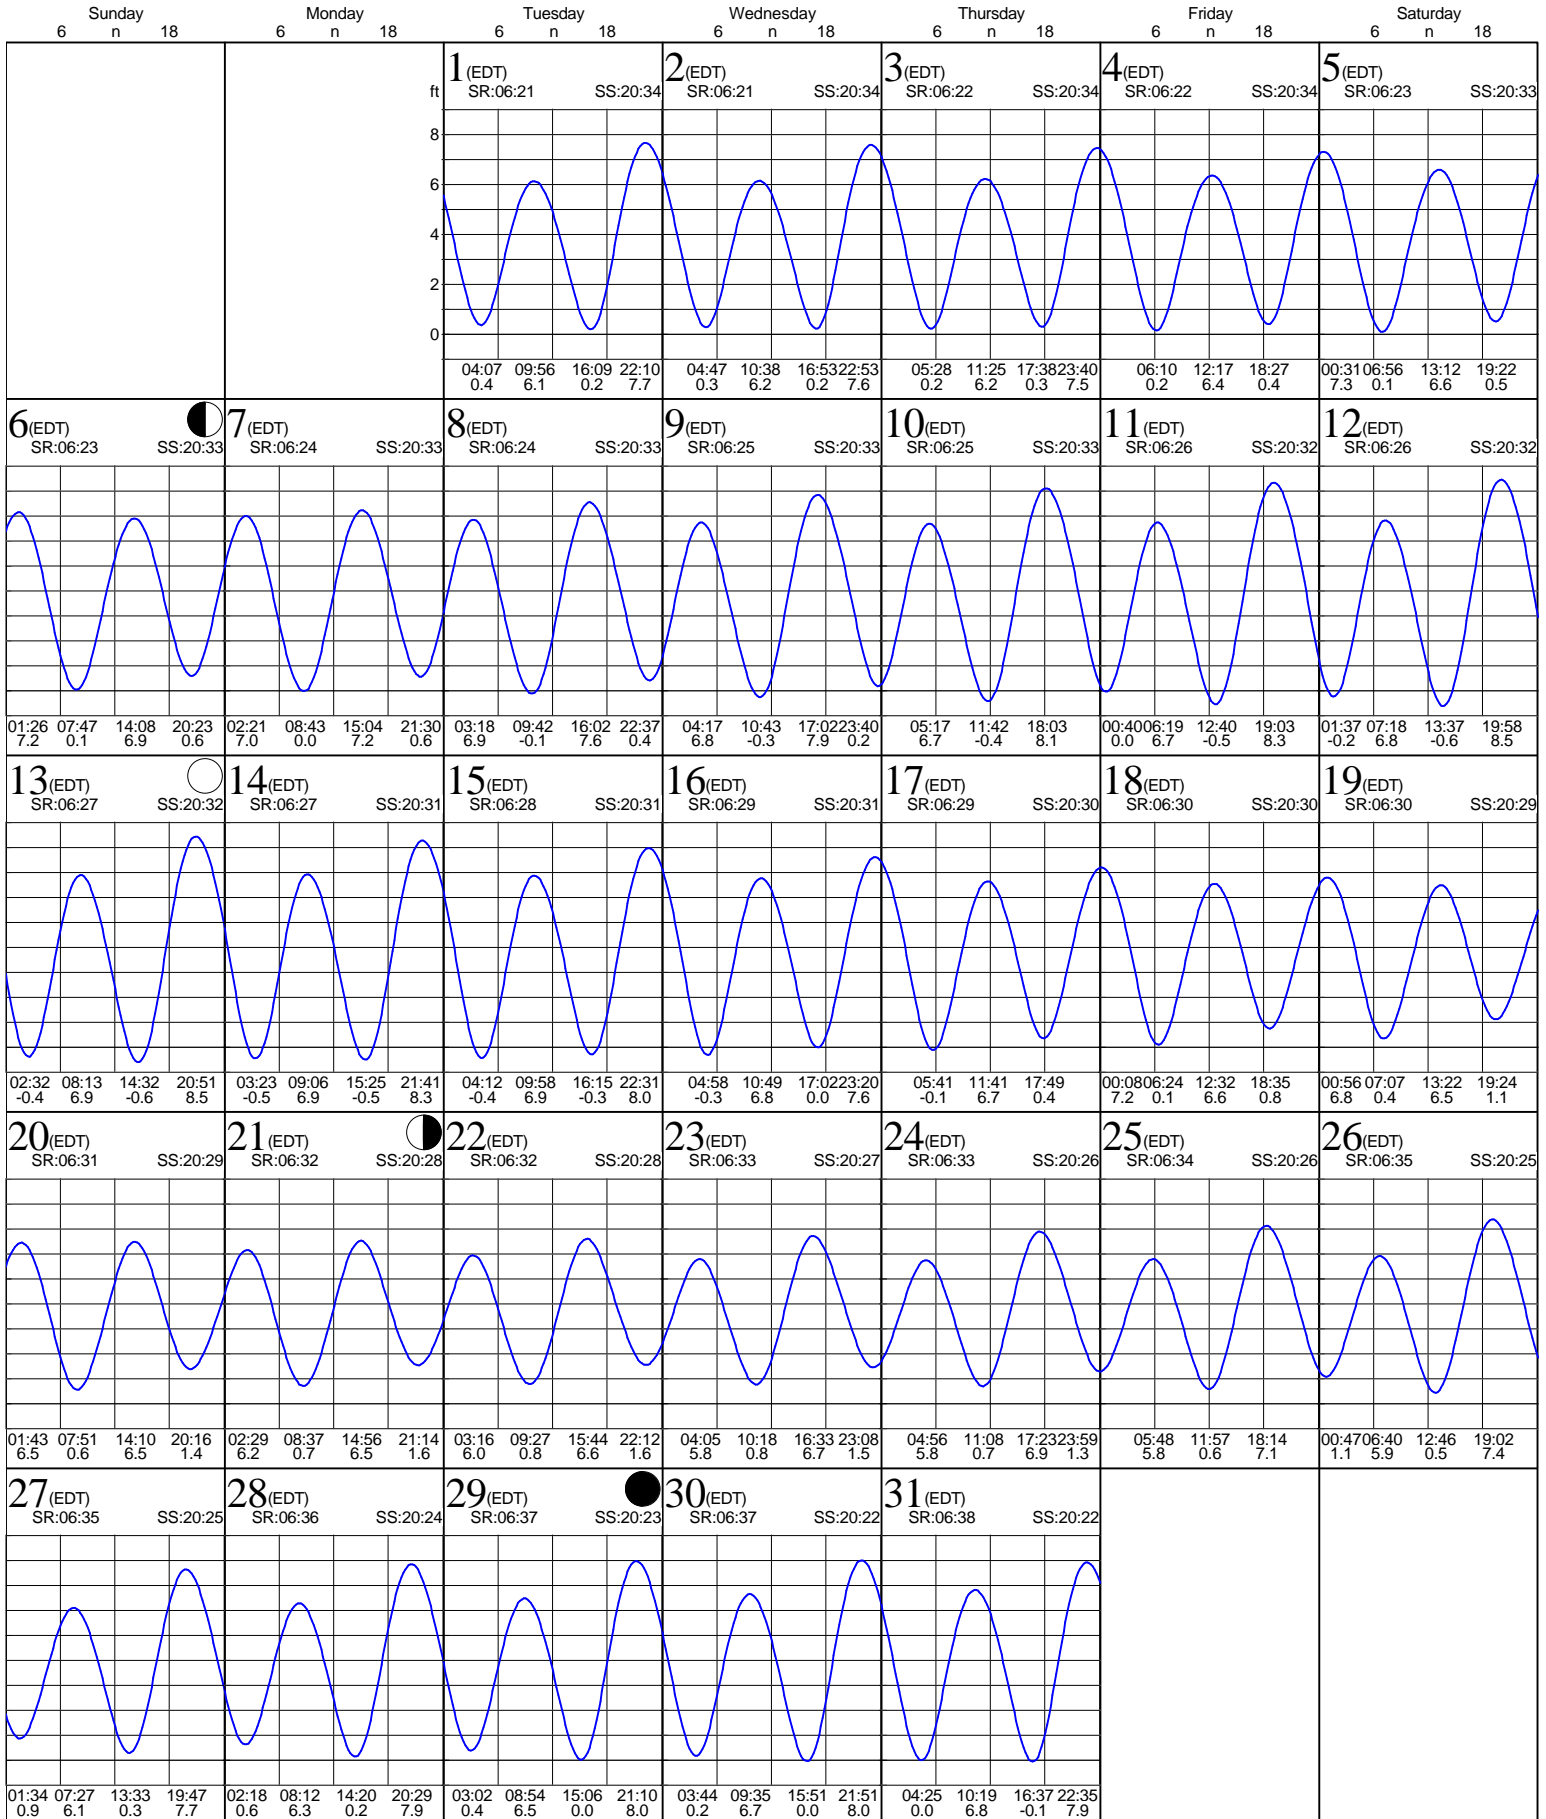 Sunday Monday Tuesday Wednesday Thursday Friday Saturday
6 n 18 6 n 18 6 n 18 6 n 18 6 n 18 6 n 18 6 n 18
1(EDT) 2(EDT) 3(EDT) 4(EDT) 5(EDT)
ft SR:06:21 SS:20:34 SR:06:21 SS:20:34 SR:06:22 SS:20:34 SR:06:22 SS:20:34 SR:06:23 SS:20:33
8
6
4
2
0
04:07 09:56 16:09 22:10 04:47 10:38 16:53 22:53 05:28 11:25 17:38 23:40 06:10 12:17 18:27 00:31 06:56 13:12 19:22
0.4 6.1 0.2 7.7 0.3 6.2 0.2 7.6 0.2 6.2 0.3 7.5 0.2 6.4 0.4 7.3 0.1 6.6 0.5
6(EDT) 7(EDT) 8(EDT) 9(EDT) 10(EDT) 11(EDT) 12(EDT)
SR:06:23 SS:20:33 SR:06:24 SS:20:33 SR:06:24 SS:20:33 SR:06:25 SS:20:33 SR:06:25 SS:20:33 SR:06:26 SS:20:32 SR:06:26 SS:20:32
01:26 07:47 14:08 20:23 02:21 08:43 15:04 21:30 03:18 09:42 16:02 22:37 04:17 10:43 17:02 23:40 05:17 11:42 18:03 00:40 06:19 12:40 19:03 01:37 07:18 13:37 19:58
7.2 0.1 6.9 0.6 7.0 0.0 7.2 0.6 6.9 -0.1 7.6 0.4 6.8 -0.3 7.9 0.2 6.7 -0.4 8.1 0.0 6.7 -0.5 8.3 -0.2 6.8 -0.6 8.5
13(EDT) 14(EDT) 15(EDT) 16(EDT) 17(EDT) 18(EDT) 19(EDT)
SR:06:27 SS:20:32 SR:06:27 SS:20:31 SR:06:28 SS:20:31 SR:06:29 SS:20:31 SR:06:29 SS:20:30 SR:06:30 SS:20:30 SR:06:30 SS:20:29
02:32 08:13 14:32 20:51 03:23 09:06 15:25 21:41 04:12 09:58 16:15 22:31 04:58 10:49 17:02 23:20 05:41 11:41 17:49 00:08 06:24 12:32 18:35 00:56 07:07 13:22 19:24
-0.4 6.9 -0.6 8.5 -0.5 6.9 -0.5 8.3 -0.4 6.9 -0.3 8.0 -0.3 6.8 0.0 7.6 -0.1 6.7 0.4 7.2 0.1 6.6 0.8 6.8 0.4 6.5 1.1
20(EDT) 21(EDT) 22(EDT) 23(EDT) 24(EDT) 25(EDT) 26(EDT)
SR:06:31 SS:20:29 SR:06:32 SS:20:28 SR:06:32 SS:20:28 SR:06:33 SS:20:27 SR:06:33 SS:20:26 SR:06:34 SS:20:26 SR:06:35 SS:20:25
01:43 07:51 14:10 20:16 02:29 08:37 14:56 21:14 03:16 09:27 15:44 22:12 04:05 10:18 16:33 23:08 04:56 11:08 17:23 23:59 05:48 11:57 18:14 00:47 06:40 12:46 19:02
6.5 0.6 6.5 1.4 6.2 0.7 6.5 1.6 6.0 0.8 6.6 1.6 5.8 0.8 6.7 1.5 5.8 0.7 6.9 1.3 5.8 0.6 7.1 1.1 5.9 0.5 7.4
27(EDT) 28(EDT) 29(EDT) 30(EDT) 31(EDT)
SR:06:35 SS:20:25 SR:06:36 SS:20:24 SR:06:37 SS:20:23 SR:06:37 SS:20:22 SR:06:38 SS:20:22
01:34 07:27 13:33 19:47 02:18 08:12 14:20 20:29 03:02 08:54 15:06 21:10 03:44 09:35 15:51 21:51 04:25 10:19 16:37 22:35
0.9 6.1 0.3 7.7 0.6 6.3 0.2 7.9 0.4 6.5 0.0 8.0 0.2 6.7 0.0 8.0 0.0 6.8 -0.1 7.9